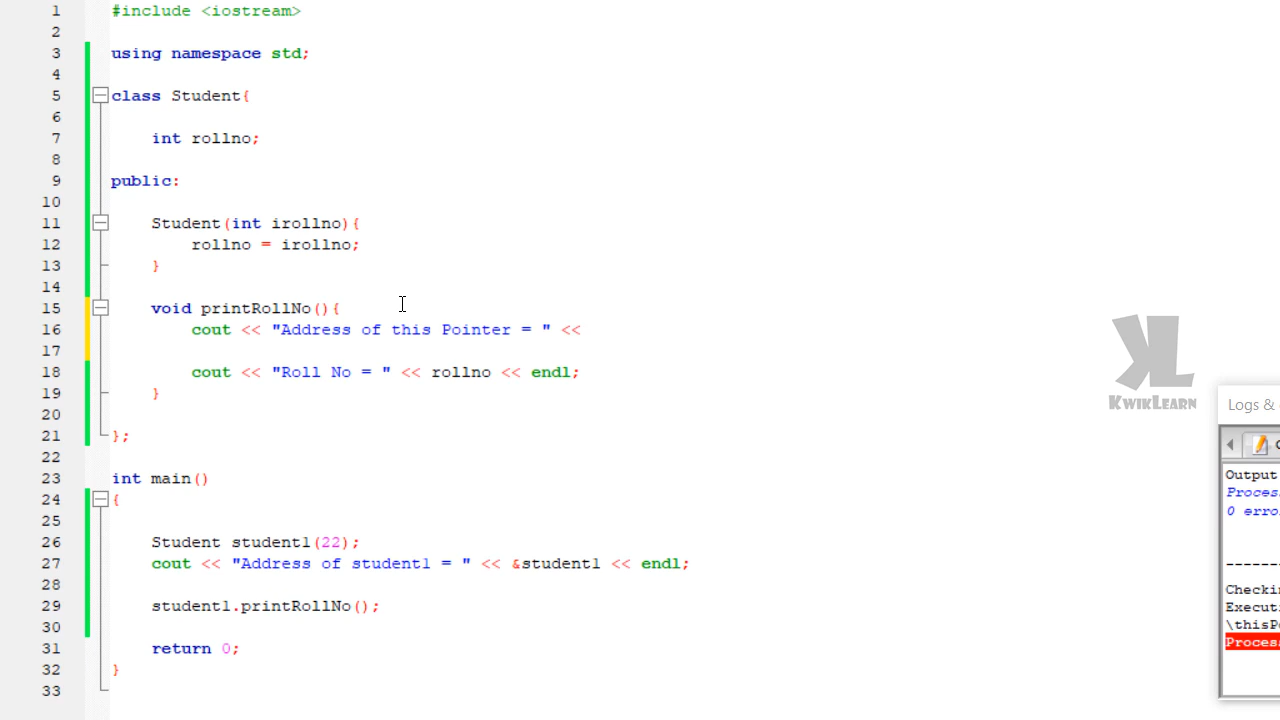 1 #include <iostream>
2
3 using namespace std;
4
5 class Student{
6
7 int rollno;
8
9 public:
10
11 Student(int irollno){
12 rollno = irollno;
13 }
14
15 void printRollNo(){
16 cout << "Address of this Pointer = " <<
17
18 cout << "Roll No = " << rollno << endl;
19 }
20
21 };
22
23 int main()
24 {
25
26 Student student1(22);
27 cout << "Address of student1 = " << &student1 << endl;
28
29 student1.printRollNo();
30
31 return 0;
32 }
33
KL
KWIKLEARN
Logs &
Output
Proces
0 erro
-------
Checkin
Executi
\thisPo
Proces